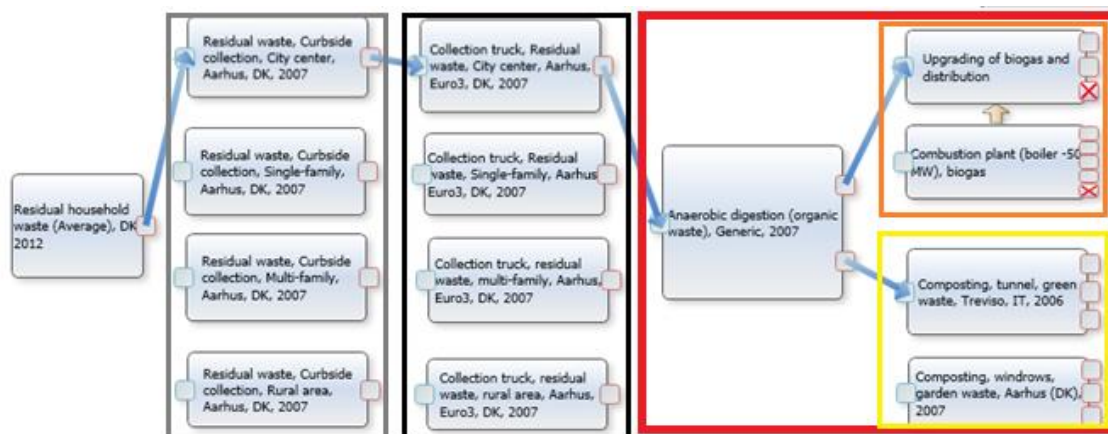 Residual household
waste (Average), DK
2012
Residual waste, Curbside
collection, City center,
Aarhus, DK, 2007
Residual waste, Curbside
collection, Single-family,
Aarhus, DK, 2007
Residual waste, Curbside
collection, Multi-family,
Aarhus, DK, 2007
Residual waste, Curbside
collection, Rural area,
Aarhus, DK, 2007
Collection truck, Residual
waste, City center, Aarhus,
Euro3, DK, 2007
Collection truck, Residual
waste, Single-family, Aarhus
Euro3, DK, 2007
Collection truck, residual
waste, multi-family, Aarhus,
Euro3, DK, 2007
Collection truck, residual
waste, rural area, Aarhus,
Euro3, DK, 2007
Anaerobic digestion (organic
waste), Generic, 2007
Upgrading of biogas and
distribution
Combustion plant (boiler -50
MW), biogas
Composting, tunnel, green
waste, Treviso, IT, 2006
Composting, windrows,
garden waste, Aarhus (DK),
2007